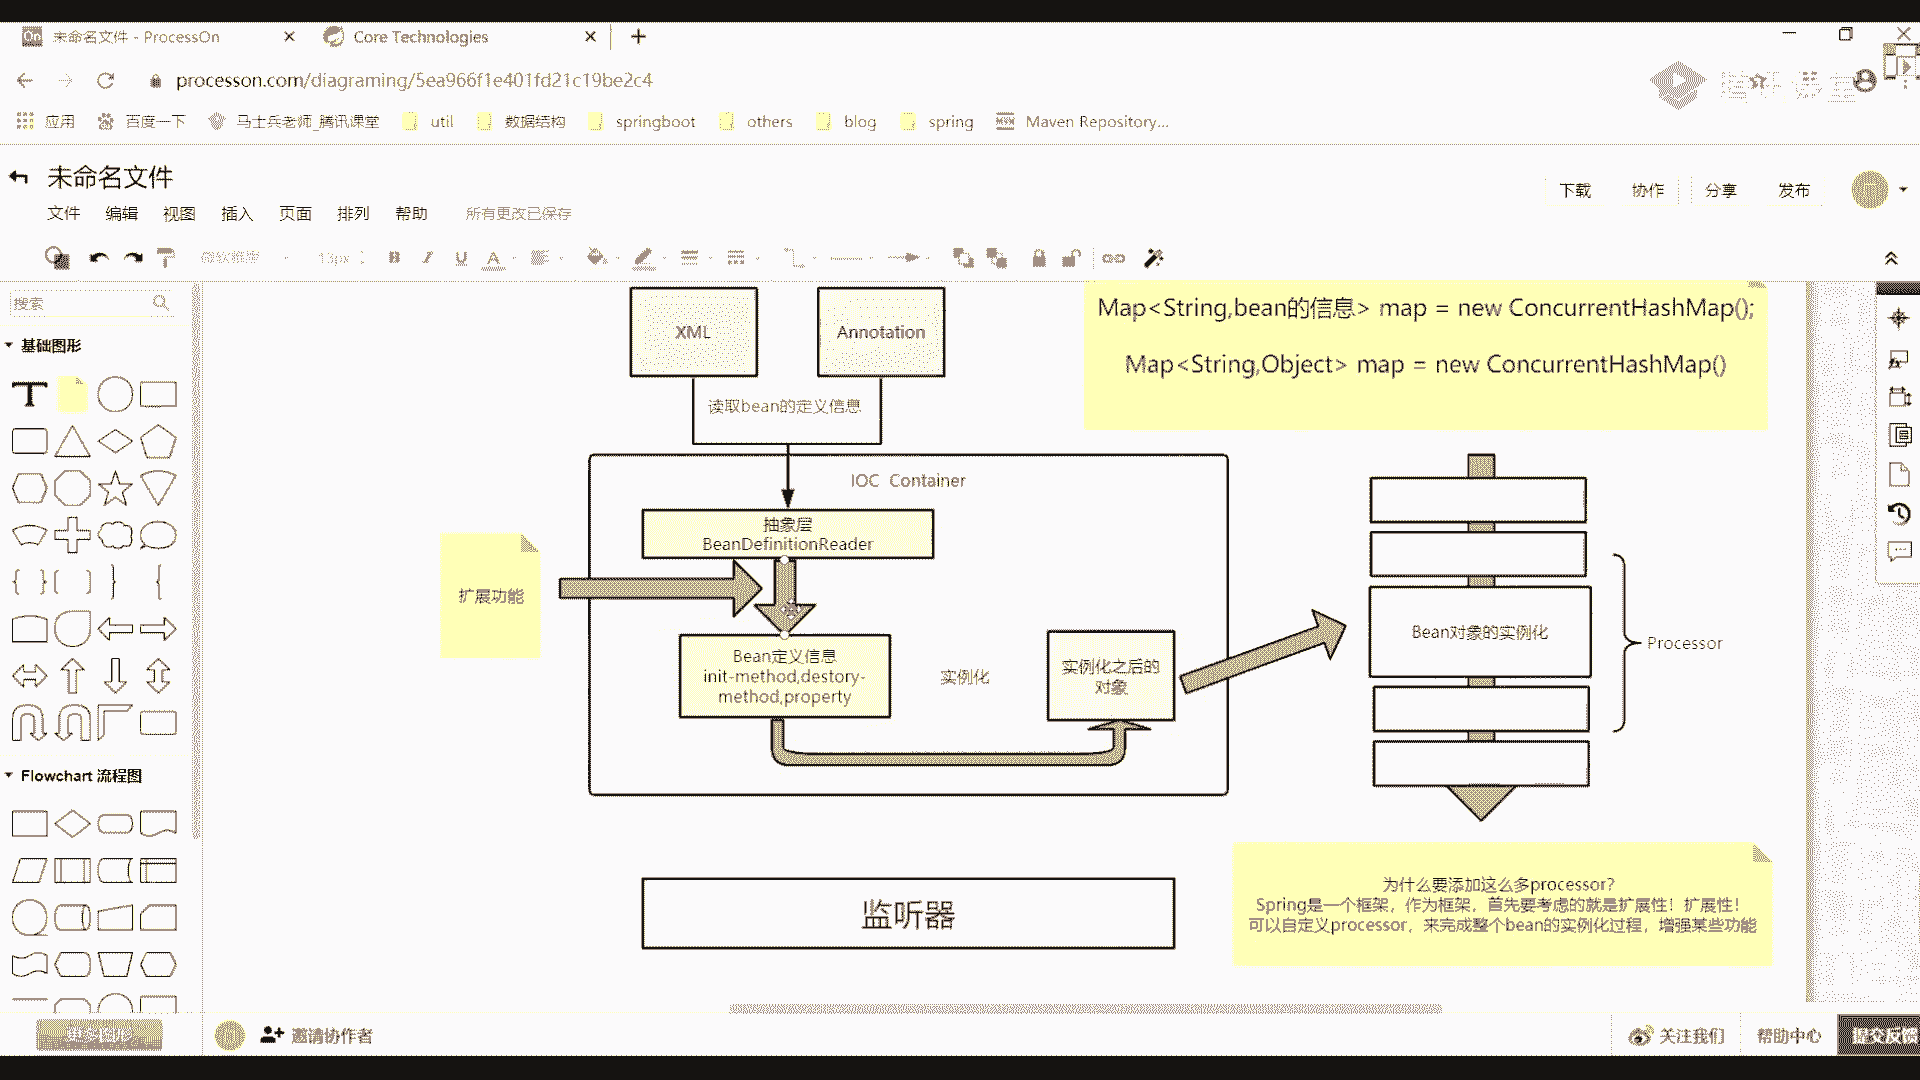 未命名文件 - ProcessOn
Core Technologies
processon.com/diagraming/5ea966f1e401fd21c19be2c4
应用
百度一下
马士兵老师_腾讯课堂
util
数据结构
springboot
others
blog
spring
Maven Repository...
未命名文件
下载
协作
分享
发布
文件
编辑
视图
插入
页面
排列
帮助
所有更改已保存
微软雅黑
13px
搜索
基础图形
Flowchart 流程图
更多图形
XML
Annotation
读取bean的定义信息
Map<String,bean的信息> map = new ConcurrentHashMap();
Map<String,Object> map = new ConcurrentHashMap()
IOC Container
抽象层
BeanDefinitionReader
扩展功能
Bean定义信息
init-method,destory-
method,property
实例化
实例化之后的
对象
Bean对象的实例化
Processor
监听器
为什么要添加这么多processor?
Spring是一个框架，作为框架，首先要考虑的就是扩展性！扩展性！
可以自定义processor，来完成整个bean的实例化过程，增强某些功能
邀请协作者
关注我们
帮助中心
提交反馈